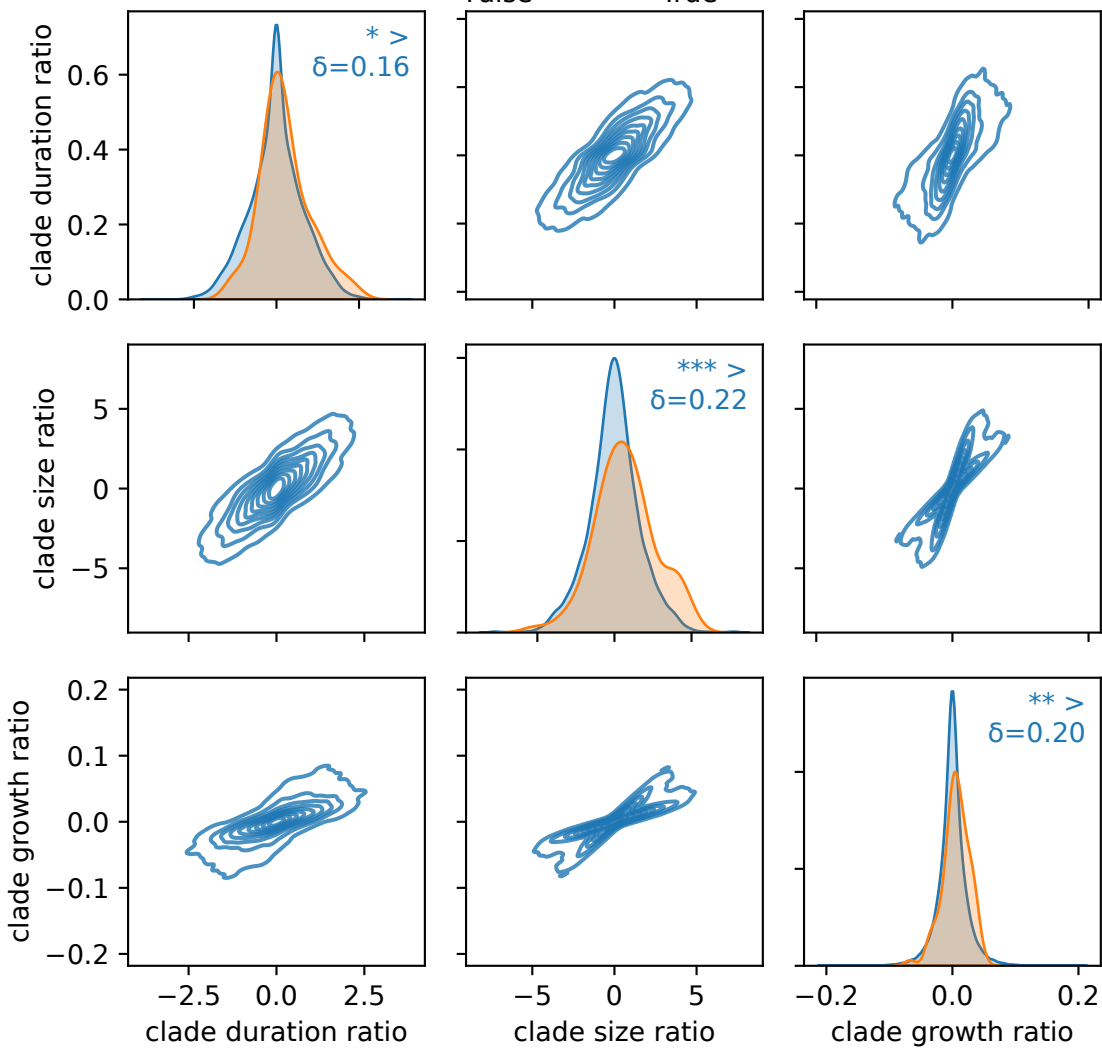 * >
δ=0.16
clade duration ratio
0.6
0.4
0.2
0.0
*** >
δ=0.22
clade size ratio
5
0
−5
** >
δ=0.20
clade growth ratio
0.2
0.1
0.0
−0.1
−0.2
−2.5 0.0 2.5
−5 0 5
−0.2 0.0 0.2
clade duration ratio
clade size ratio
clade growth ratio